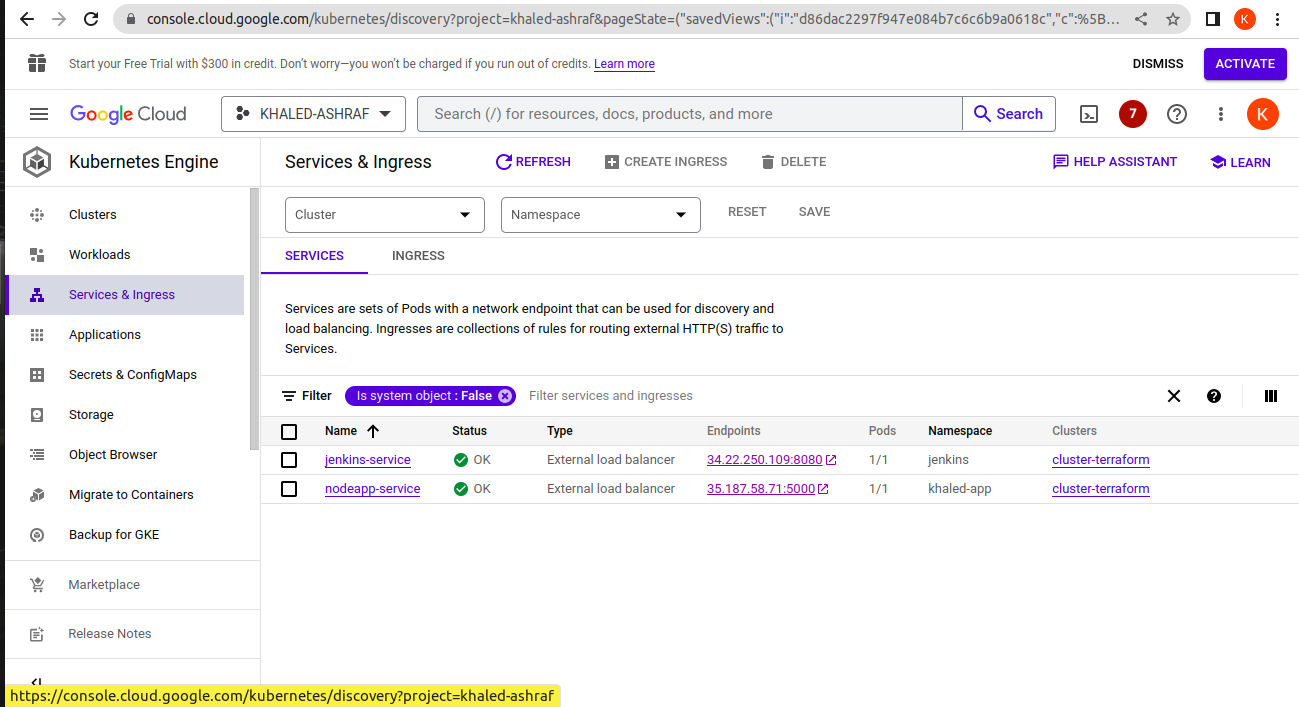 console.cloud.google.com/kubernetes/discovery?project=khaled-ashraf&pageState=("savedViews":("i":"d86dac2297f947e084b7c6c6b9a0618c","c":%5B...
K
Start your Free Trial with $300 in credit. Don't worry—you won't be charged if you run out of credits. Learn more
DISMISS
ACTIVATE
Google Cloud
KHALED-ASHRAF
Search (/) for resources, docs, products, and more
Search
7
K
Kubernetes Engine
Services & Ingress
REFRESH
CREATE INGRESS
DELETE
HELP ASSISTANT
LEARN
Clusters
Workloads
Services & Ingress
Applications
Secrets & ConfigMaps
Storage
Object Browser
Migrate to Containers
Backup for GKE
Marketplace
Release Notes
Cluster
Namespace
RESET
SAVE
SERVICES
INGRESS
Services are sets of Pods with a network endpoint that can be used for discovery and
load balancing. Ingresses are collections of rules for routing external HTTP(S) traffic to
Services.
Filter
Is system object : False
Filter services and ingresses
Name Status Type Endpoints Pods Namespace Clusters
jenkins-service OK External load balancer 34.22.250.109:8080 1/1 jenkins cluster-terraform
nodeapp-service OK External load balancer 35.187.58.71:5000 1/1 khaled-app cluster-terraform
https://console.cloud.google.com/kubernetes/discovery?project=khaled-ashraf